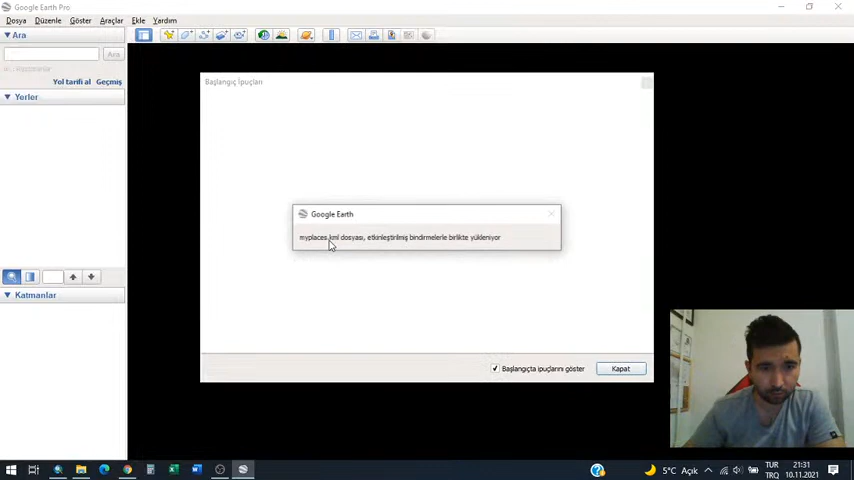 Google Earth Pro
Dosya Düzenle Göster Araçlar Ekle Yardım
Ara
Ara
Yol tarifi al Geçmiş
Yerler
Katmanlar
Başlangıç İpuçları
Google Earth
myplaces.kml dosyası, etkinleştirilmiş bindirmelerle birlikte yükleniyor
Başlangıçta ipuçlarını göster
Kapat
5°C Açık
TUR
TRQ
21:31
10.11.2021